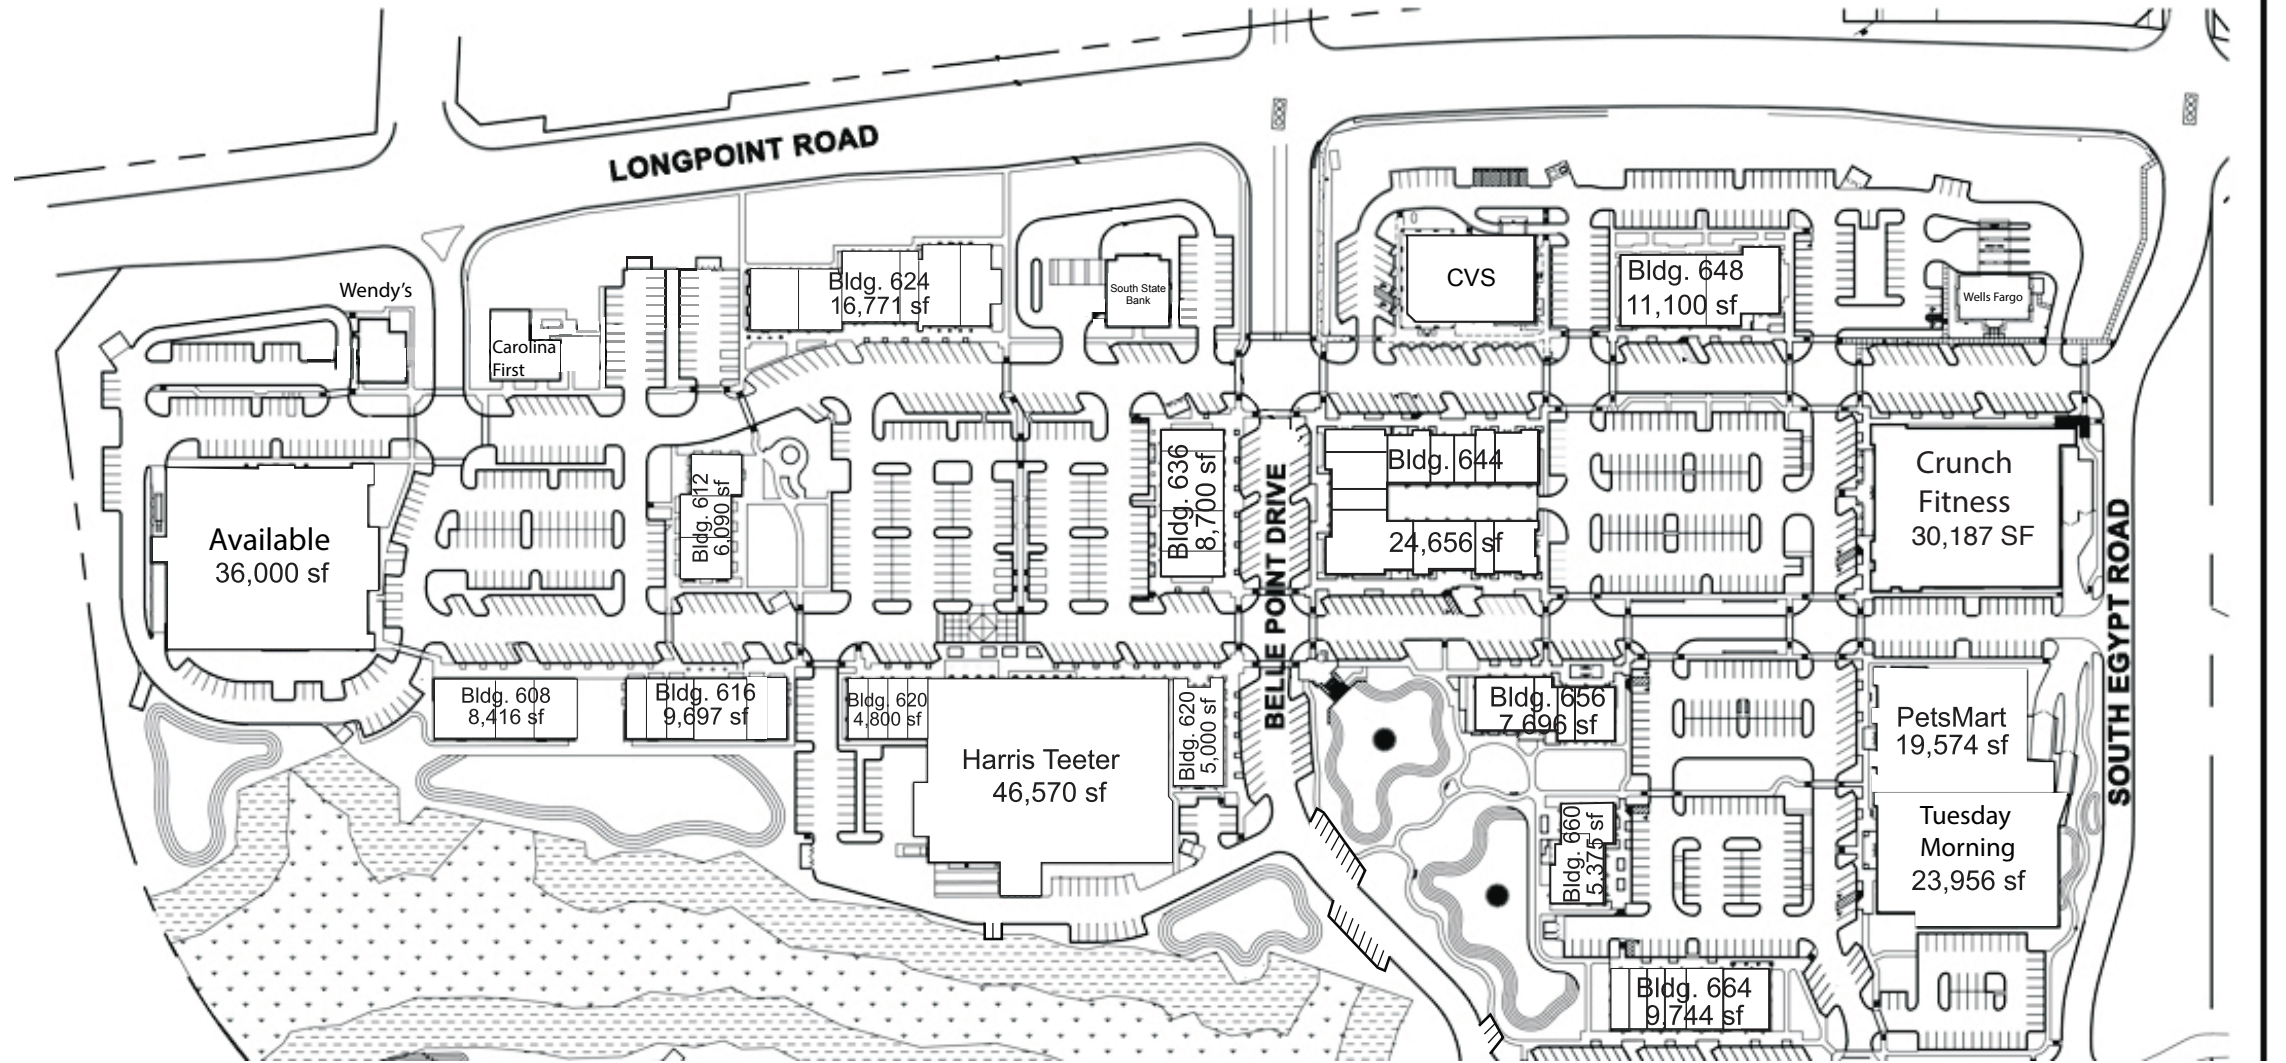 LONGPOINT ROAD
Wendy's
Carolina
First
Bldg. 624
16,771 sf
South State
Bank
CVS
Bldg. 648
11,100 sf
Wells Fargo
Available
36,000 sf
Bldg. 612
6,090 sf
Bldg. 636
8,700 sf
BELLE POINT DRIVE
Bldg. 644
24,656 sf
Crunch
Fitness
30,187 SF
SOUTH EGYPT ROAD
Bldg. 608
8,416 sf
Bldg. 616
9,697 sf
Bldg. 620
4,800 sf
Harris Teeter
46,570 sf
Bldg. 620
5,000 sf
Bldg. 656
7,696 sf
PetsMart
19,574 sf
Bldg. 660
5,375 sf
Tuesday
Morning
23,956 sf
Bldg. 664
9,744 sf